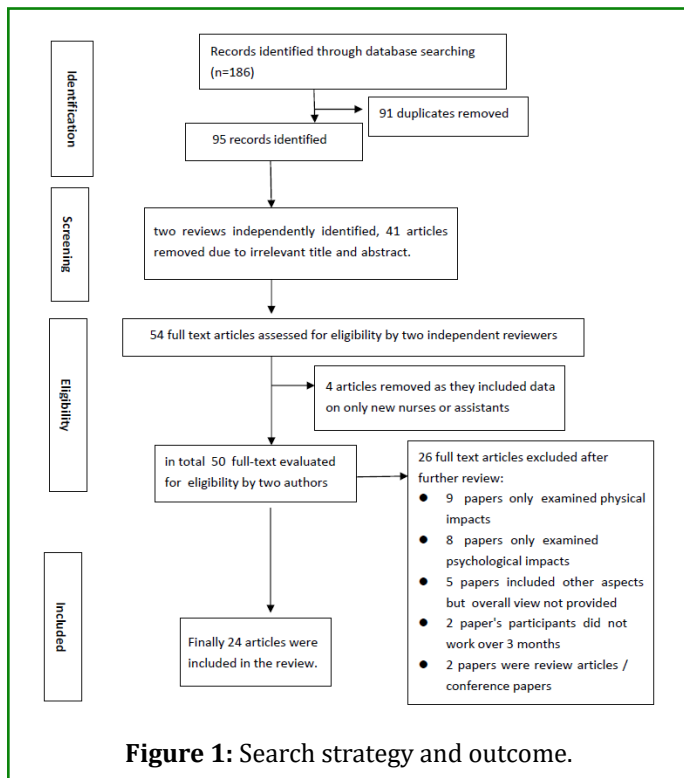 Identification
Records identified through database searching
(n=186)
91 duplicates removed
95 records identified
Screening
two reviews independently identified, 41 articles
removed due to irrelevant title and abstract.
Eligibility
54 full text articles assessed for eligibility by two independent reviewers
4 articles removed as they included data
on only new nurses or assistants
in total 50 full-text evaluated
for eligibility by two authors
26 full text articles excluded after
further review:
● 9 papers only examined physical
impacts
● 8 papers only examined
psychological impacts
● 5 papers included other aspects
but overall view not provided
● 2 paper's participants did not
work over 3 months
● 2 papers were review articles /
conference papers
Included
Finally 24 articles were
included in the review.
Figure 1: Search strategy and outcome.